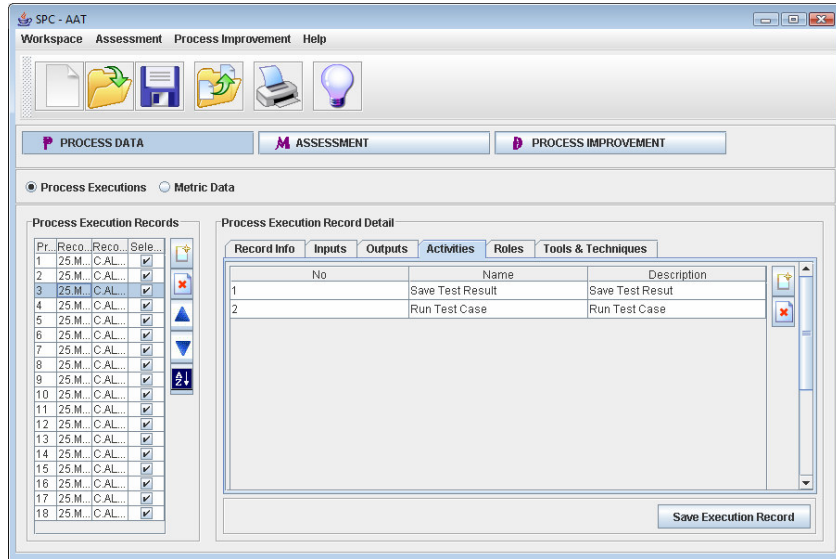 SPC - AAT
Workspace Assessment Process Improvement Help
P PROCESS DATA M ASSESSMENT D PROCESS IMPROVEMENT
Process Executions Metric Data
Process Execution Records
Pr... Reco... Reco... Sele...
1 25.M... C.AL...
2 25.M... C.AL...
3 25.M... C.AL...
4 25.M... C.AL...
5 25.M... C.AL...
6 25.M... C.AL...
7 25.M... C.AL...
8 25.M... C.AL...
9 25.M... C.AL...
10 25.M... C.AL...
11 25.M... C.AL...
12 25.M... C.AL...
13 25.M... C.AL...
14 25.M... C.AL...
15 25.M... C.AL...
16 25.M... C.AL...
17 25.M... C.AL...
18 25.M... C.AL...
A
Z
Process Execution Record Detail
Record Info Inputs Outputs Activities Roles Tools & Techniques
No Name Description
1 Save Test Result Save Test Resut
2 Run Test Case Run Test Case
Save Execution Record